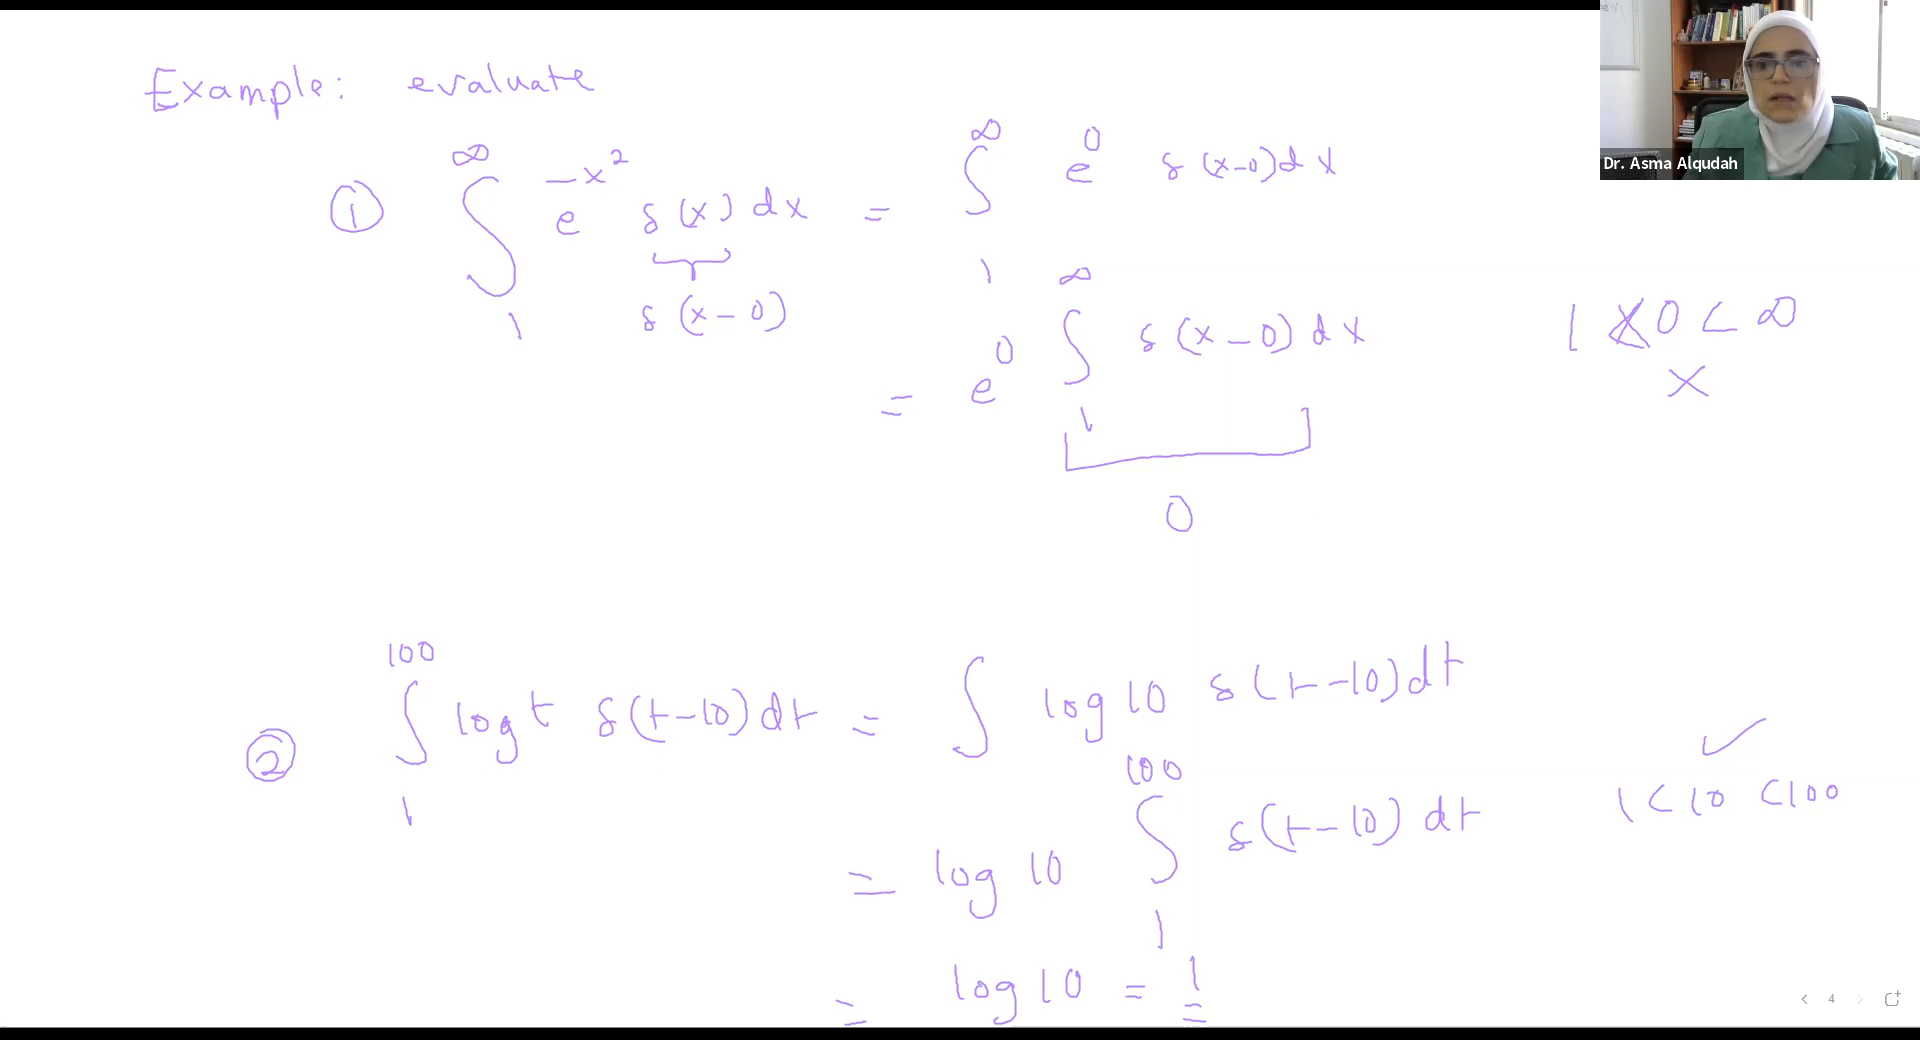 Example: evaluate
① ∫₁^∞ e^{-x²} δ(x) dx = ∫₁^∞ e⁰ δ(x-0) dx
δ(x-0)
= e⁰ ∫₁^∞ δ(x-0) dx 1 ≮ 0 < ∞
×
0
② ∫₁^100 log t δ(t-10) dt = ∫ log 10 δ(t-10) dt
= log 10 ∫₁^100 δ(t-10) dt 1 < 10 < 100 ✓
= log 10 = 1
Dr. Asma Alqudah
4